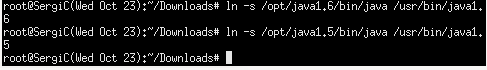 root@SergiC(Wed Oct 23):~/Downloads# ln -s /opt/java1.6/bin/java /usr/bin/java1.
6
root@SergiC(Wed Oct 23):~/Downloads# ln -s /opt/java1.5/bin/java /usr/bin/java1.
5
root@SergiC(Wed Oct 23):~/Downloads#